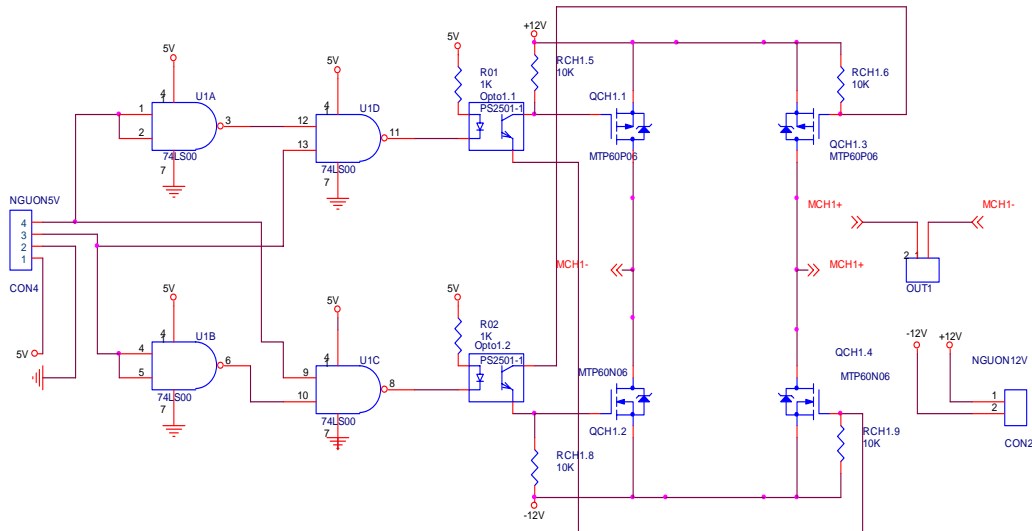 5V
+12V
5V
5V
R01
1K
RCH1.5
10K
RCH1.6
10K
U1A
4
1
2
3
7
74LS00
U1D
4
12
13
11
7
74LS00
Opto1.1
PS2501-1
QCH1.1
MTP60P06
QCH1.3
MTP60P06
NGUON5V
4
3
2
1
CON4
5V
MCH1-
MCH1+
MCH1+
MCH1-
2
1
OUT1
5V
5V
5V
U1B
4
4
5
6
7
74LS00
U1C
4
9
10
8
7
74LS00
R02
1K
Opto1.2
PS2501-1
MTP60N06
QCH1.2
QCH1.4
MTP60N06
-12V
+12V
NGUON12V
1
2
CON2
RCH1.8
10K
RCH1.9
10K
-12V